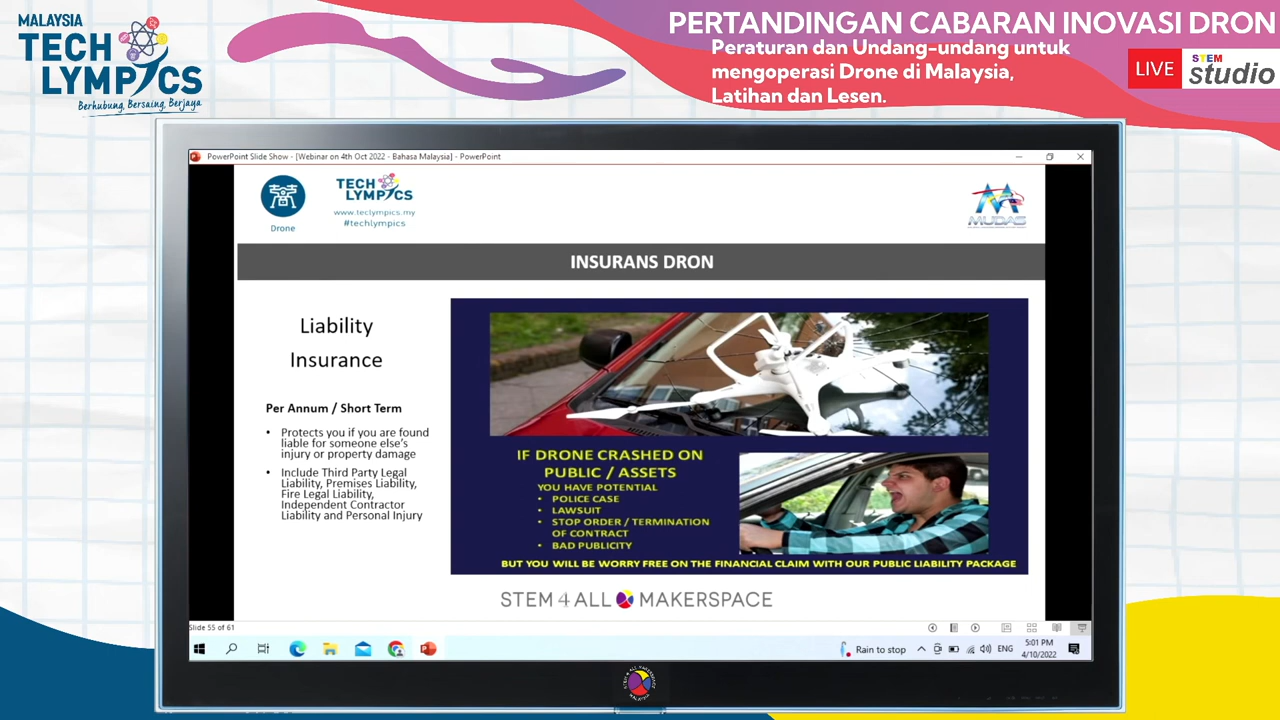 MALAYSIA
TECH
LYMPICS
Berhubung, Bersaing, Berjaya
PERTANDINGAN CABARAN INOVASI DRON
Peraturan dan Undang-undang untuk
mengoperasi Drone di Malaysia,
Latihan dan Lesen.
LIVE
STEM
studio
PowerPoint Slide Show - [Webinar on 4th Oct 2022 - Bahasa Malaysia] - PowerPoint
Drone
TECH
LYMPICS
www.teclympics.my
#techlympics
MUDAS
INSURANS DRON
Liability
Insurance
Per Annum / Short Term
• Protects you if you are found
liable for someone else's
injury or property damage
• Include Third Party Legal
Liability, Premises Liability,
Fire Legal Liability,
Independent Contractor
Liability and Personal Injury
IF DRONE CRASHED ON
PUBLIC / ASSETS
YOU HAVE POTENTIAL
• POLICE CASE
• LAWSUIT
• STOP ORDER / TERMINATION
OF CONTRACT
• BAD PUBLICITY
BUT YOU WILL BE WORRY FREE ON THE FINANCIAL CLAIM WITH OUR PUBLIC LIABILITY PACKAGE
STEM 4 ALL MAKERSPACE
Slide 55 of 61
Rain to stop
ENG
5:01 PM
4/10/2022
STEM 4 ALL MAKERSPACE
MALAYSIA